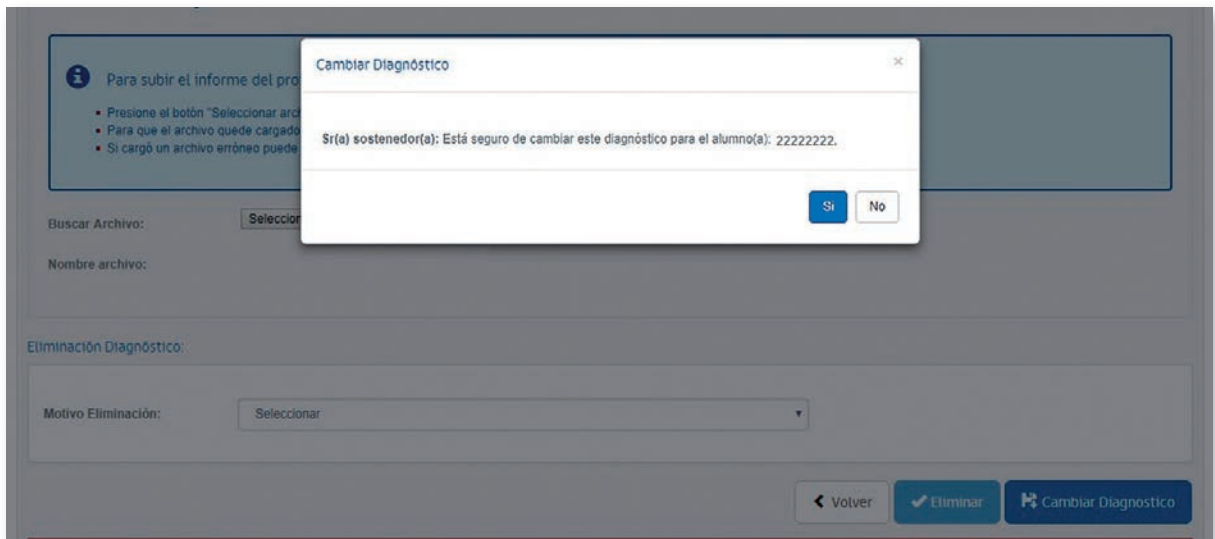 Cambiar Diagnóstico
×
Para subir el informe del pro
Presione el botón "Seleccionar arc
Para que el archivo quede cargado
Si cargó un archivo erróneo puede
Sr(a) sostenedor(a): Está seguro de cambiar este diagnóstico para el alumno(a): 22222222.
Si
No
Buscar Archivo:
Seleccion
Nombre archivo:
Eliminación Diagnóstico:
Motivo Eliminación:
Seleccionar
Volver
Eliminar
Cambiar Diagnostico